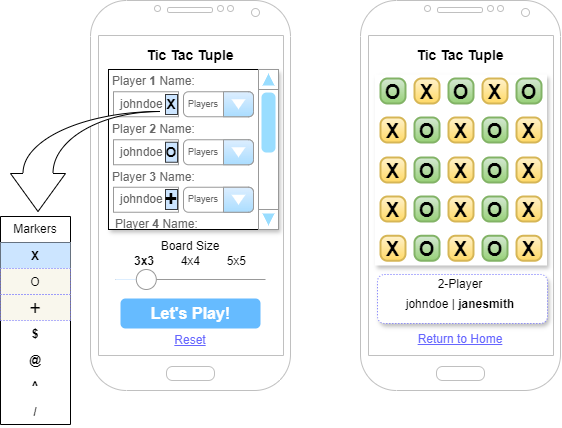 Tic Tac Tuple
Player 1 Name:
johndoe X Players
Player 2 Name:
johndoe O Players
Player 3 Name:
johndoe + Players
Player 4 Name:
Board Size
3x3 4x4 5x5
Let's Play!
Reset
Markers
X
O
+
$
@
^
/
Tic Tac Tuple
O X O X O
X O X O X
X O X O X
X O X O X
X O X O X
2-Player
johndoe | janesmith
Return to Home